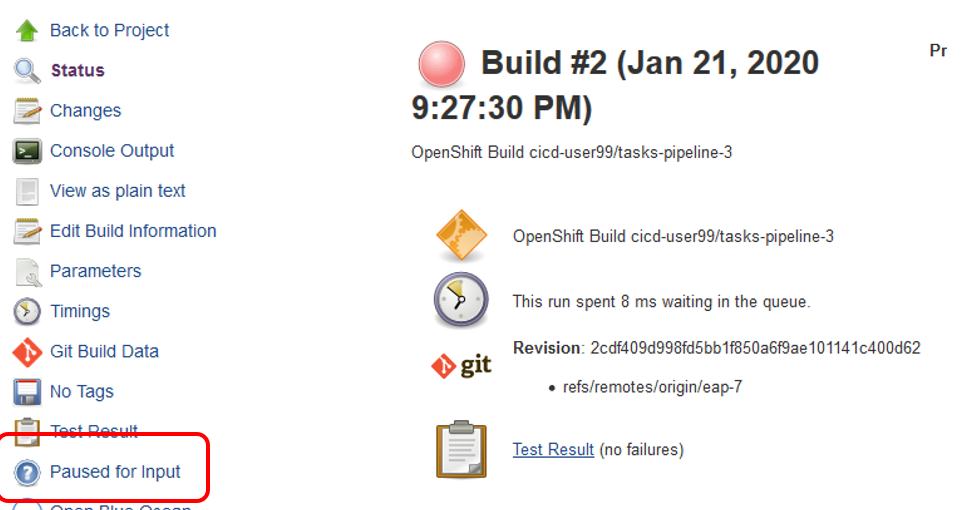 Back to Project
Status
Changes
Console Output
View as plain text
Edit Build Information
Parameters
Timings
Git Build Data
No Tags
Test Result
Paused for Input
Open Blue Ocean
Build #2 (Jan 21, 2020
9:27:30 PM)
Pr
OpenShift Build cicd-user99/tasks-pipeline-3
OpenShift Build cicd-user99/tasks-pipeline-3
This run spent 8 ms waiting in the queue.
git
Revision: 2cdf409d998fd5bb1f850a6f9ae101141c400d62
refs/remotes/origin/eap-7
Test Result (no failures)